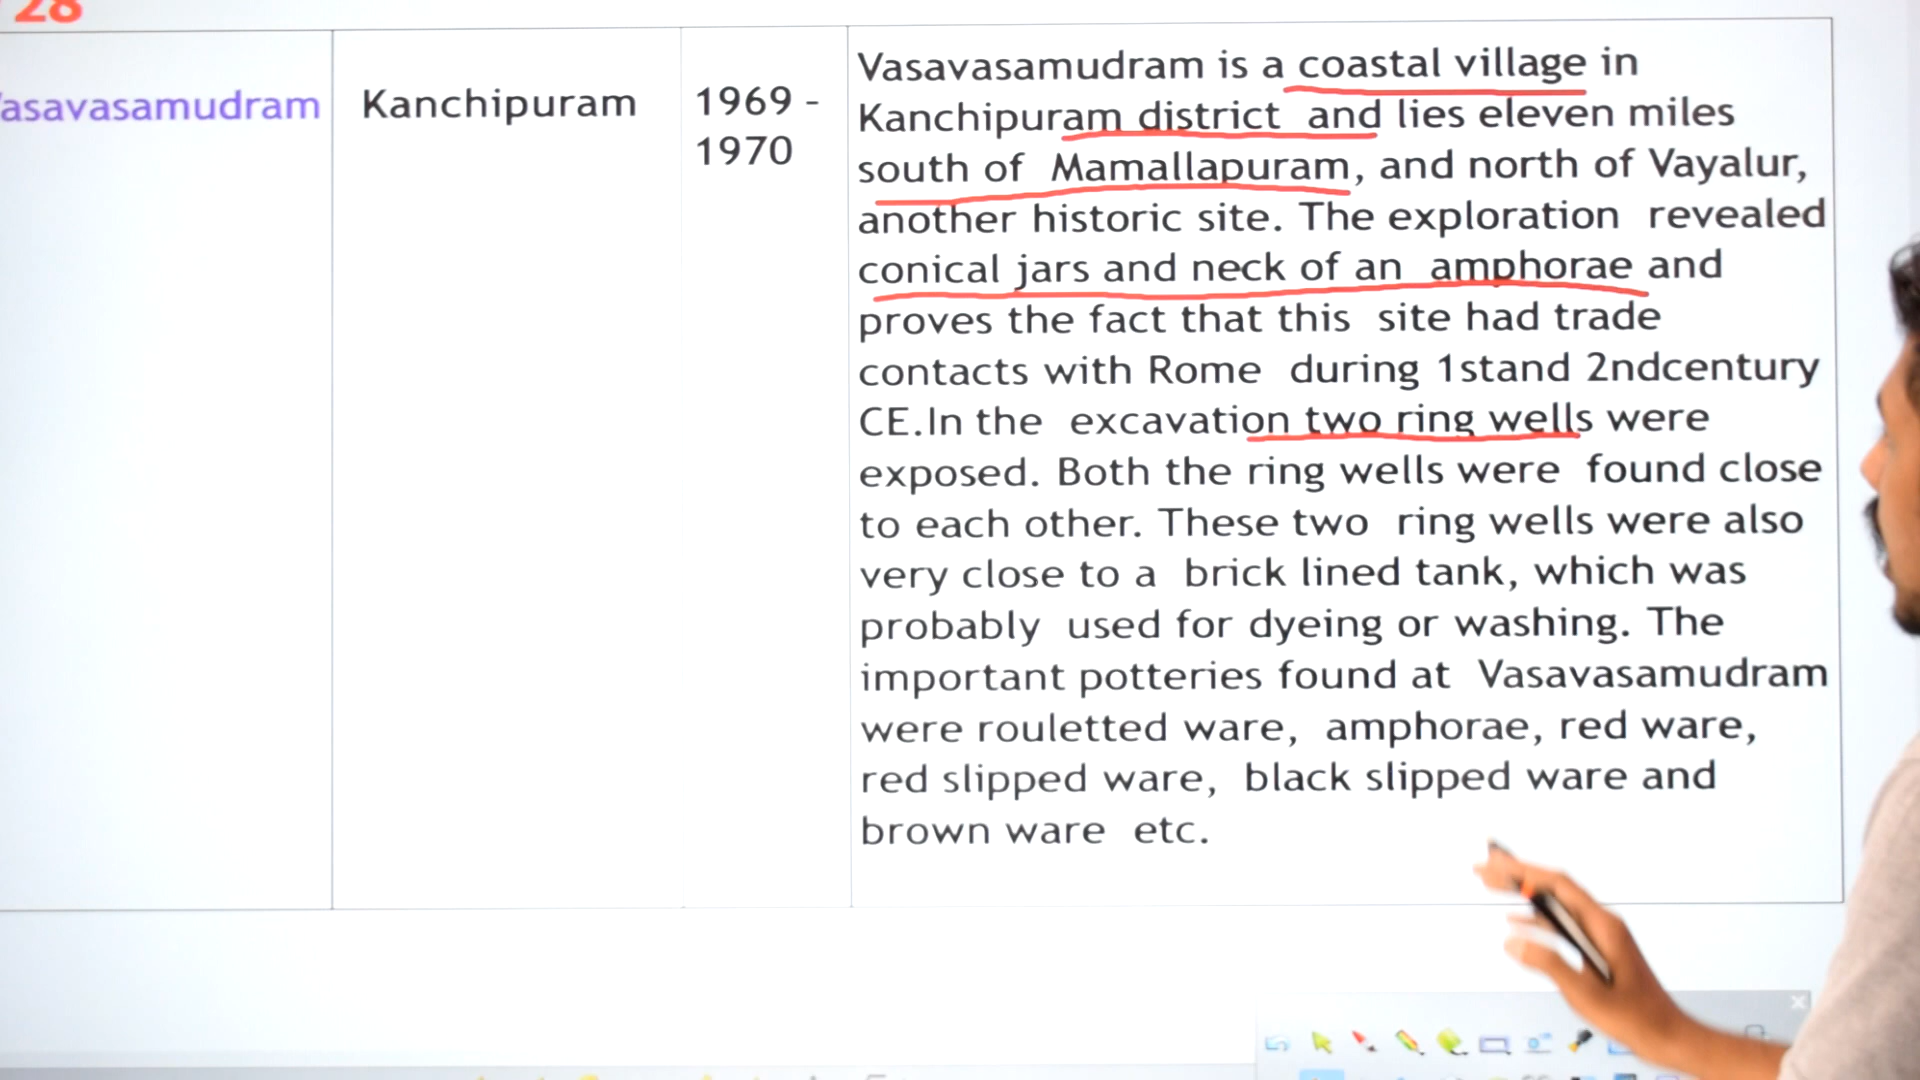 28
asavasamudram
Kanchipuram
1969 -
1970
Vasavasamudram is a coastal village in
Kanchipuram district and lies eleven miles
south of Mamallapuram, and north of Vayalur,
another historic site. The exploration revealed
conical jars and neck of an amphorae and
proves the fact that this site had trade
contacts with Rome during 1stand 2ndcentury
CE.In the excavation two ring wells were
exposed. Both the ring wells were found close
to each other. These two ring wells were also
very close to a brick lined tank, which was
probably used for dyeing or washing. The
important potteries found at Vasavasamudram
were rouletted ware, amphorae, red ware,
red slipped ware, black slipped ware and
brown ware etc.